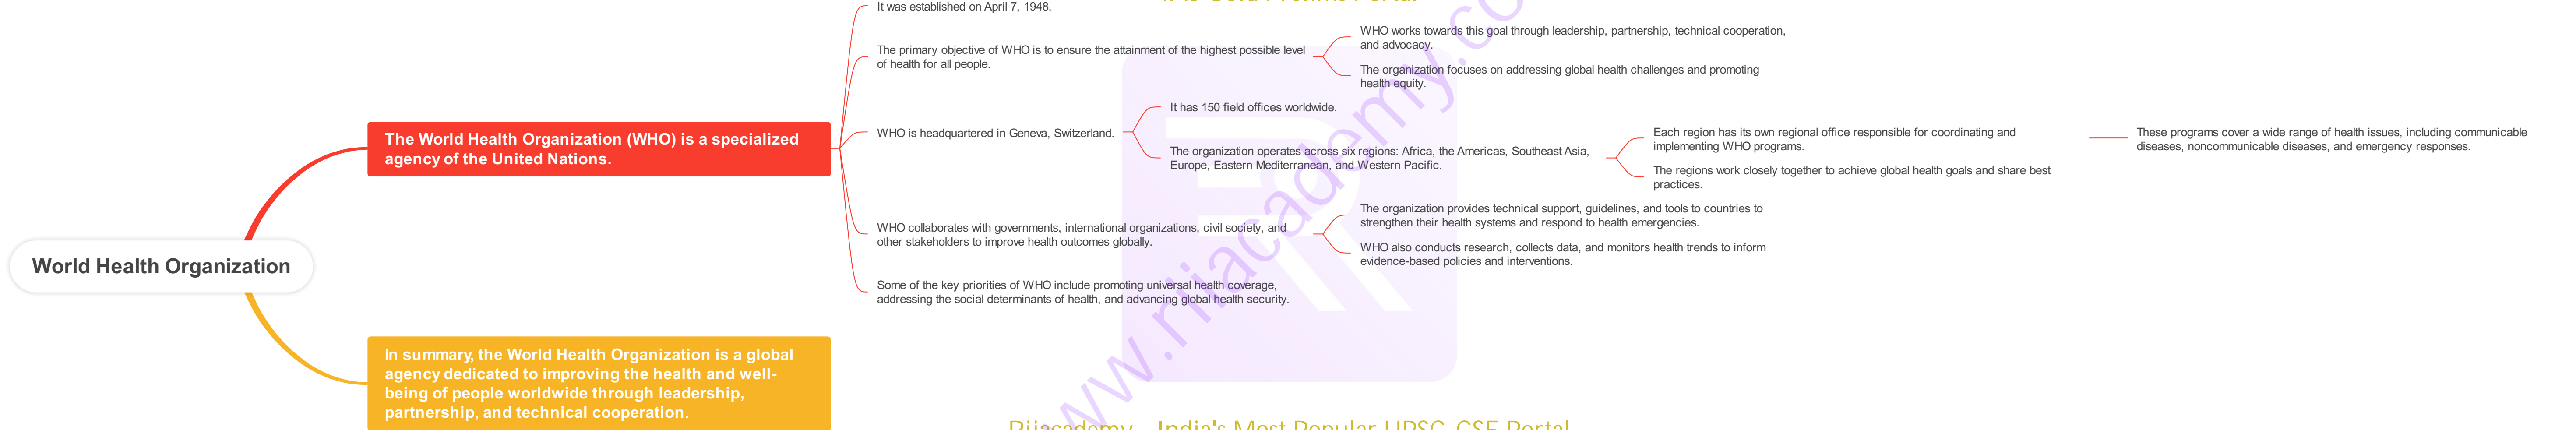 IAS Gold Prelims Portal
It was established on April 7, 1948.
The primary objective of WHO is to ensure the attainment of the highest possible level
of health for all people.
WHO works towards this goal through leadership, partnership, technical cooperation,
and advocacy.
The organization focuses on addressing global health challenges and promoting
health equity.
The World Health Organization (WHO) is a specialized
agency of the United Nations.
WHO is headquartered in Geneva, Switzerland.
It has 150 field offices worldwide.
The organization operates across six regions: Africa, the Americas, Southeast Asia,
Europe, Eastern Mediterranean, and Western Pacific.
Each region has its own regional office responsible for coordinating and
implementing WHO programs.
These programs cover a wide range of health issues, including communicable
diseases, noncommunicable diseases, and emergency responses.
The regions work closely together to achieve global health goals and share best
practices.
WHO collaborates with governments, international organizations, civil society, and
other stakeholders to improve health outcomes globally.
The organization provides technical support, guidelines, and tools to countries to
strengthen their health systems and respond to health emergencies.
WHO also conducts research, collects data, and monitors health trends to inform
evidence-based policies and interventions.
Some of the key priorities of WHO include promoting universal health coverage,
addressing the social determinants of health, and advancing global health security.
World Health Organization
In summary, the World Health Organization is a global
agency dedicated to improving the health and well-
being of people worldwide through leadership,
partnership, and technical cooperation.
www.rijacademy.co
Rijacademy - India's Most Popular UPSC-CSE Portal